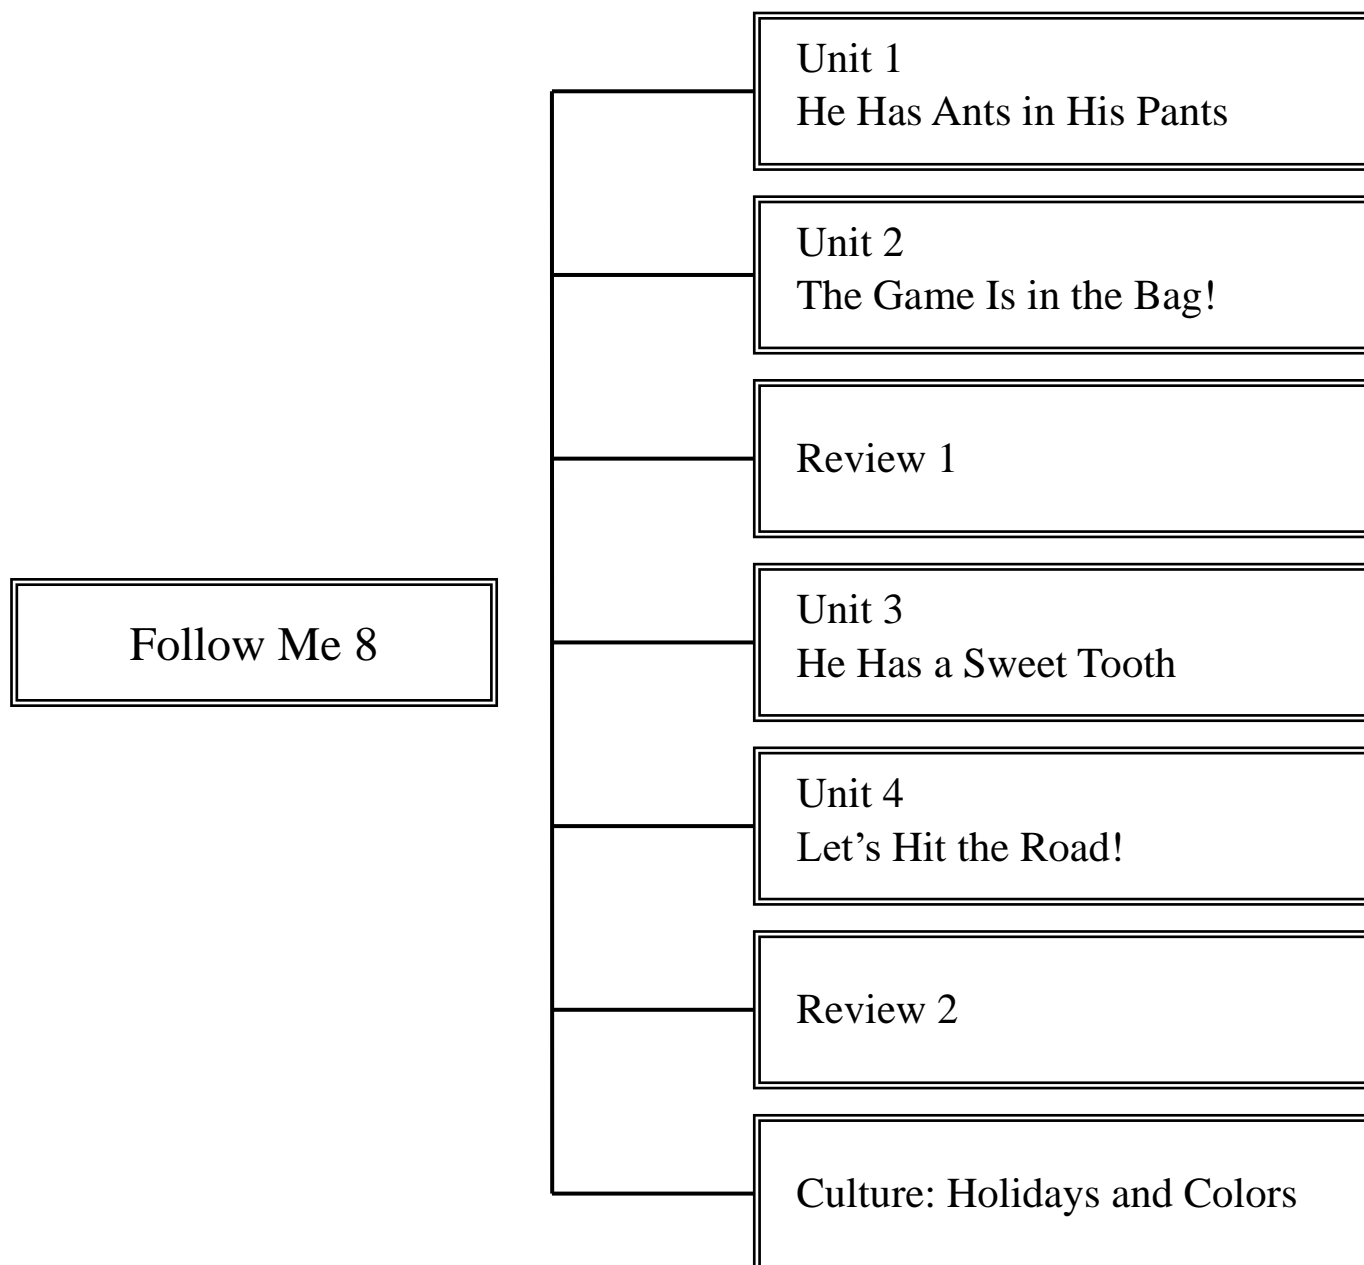 Follow Me 8
Unit 1
He Has Ants in His Pants
Unit 2
The Game Is in the Bag!
Review 1
Unit 3
He Has a Sweet Tooth
Unit 4
Let’s Hit the Road!
Review 2
Culture: Holidays and Colors